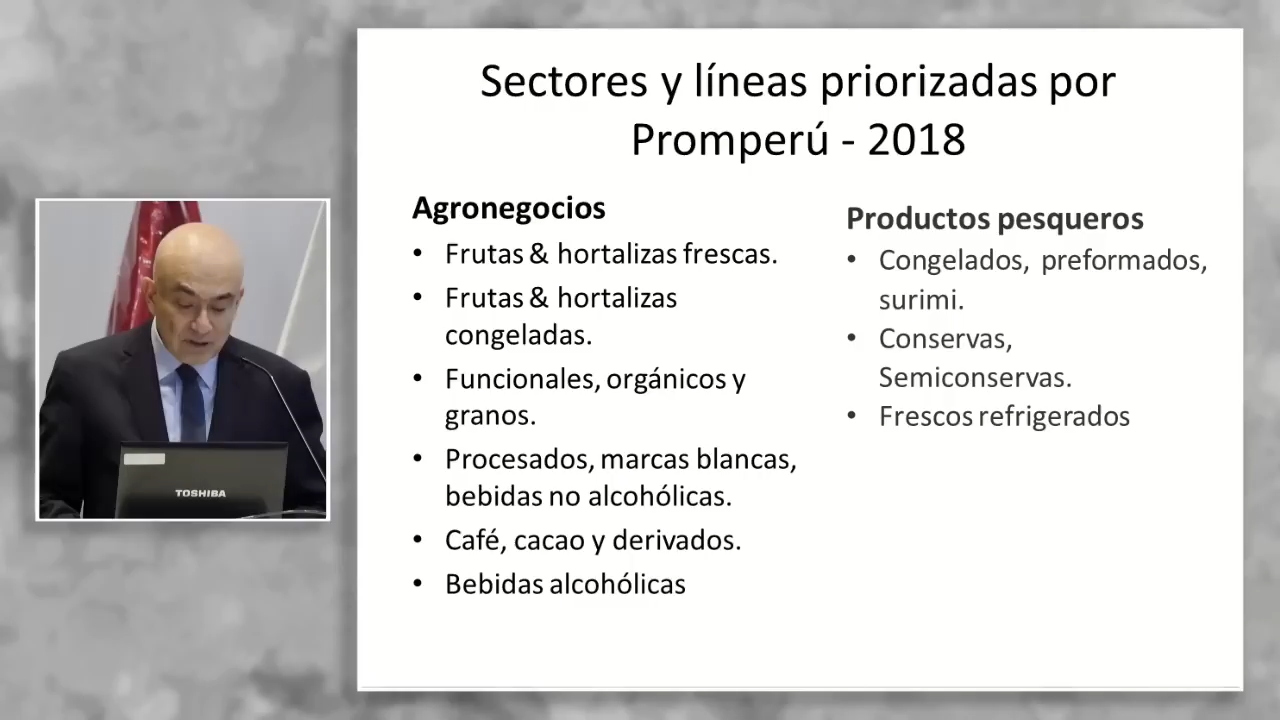 Sectores y líneas priorizadas por
Promperú - 2018
Agronegocios
• Frutas & hortalizas frescas.
• Frutas & hortalizas
congeladas.
• Funcionales, orgánicos y
granos.
• Procesados, marcas blancas,
bebidas no alcohólicas.
• Café, cacao y derivados.
• Bebidas alcohólicas
Productos pesqueros
• Congelados, preformados,
surimi.
• Conservas,
Semiconservas.
• Frescos refrigerados
TOSHIBA